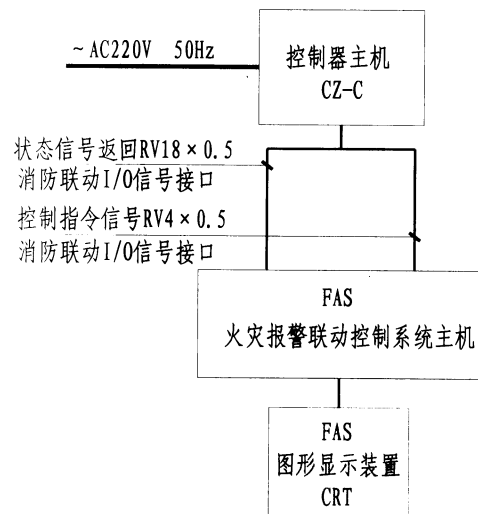 ~AC220V 50Hz
控制器主机
CZ-C
状态信号返回RV18×0.5
消防联动I/O信号接口
控制指令信号RV4×0.5
消防联动I/O信号接口
FAS
火灾报警联动控制系统主机
FAS
图形显示装置
CRT